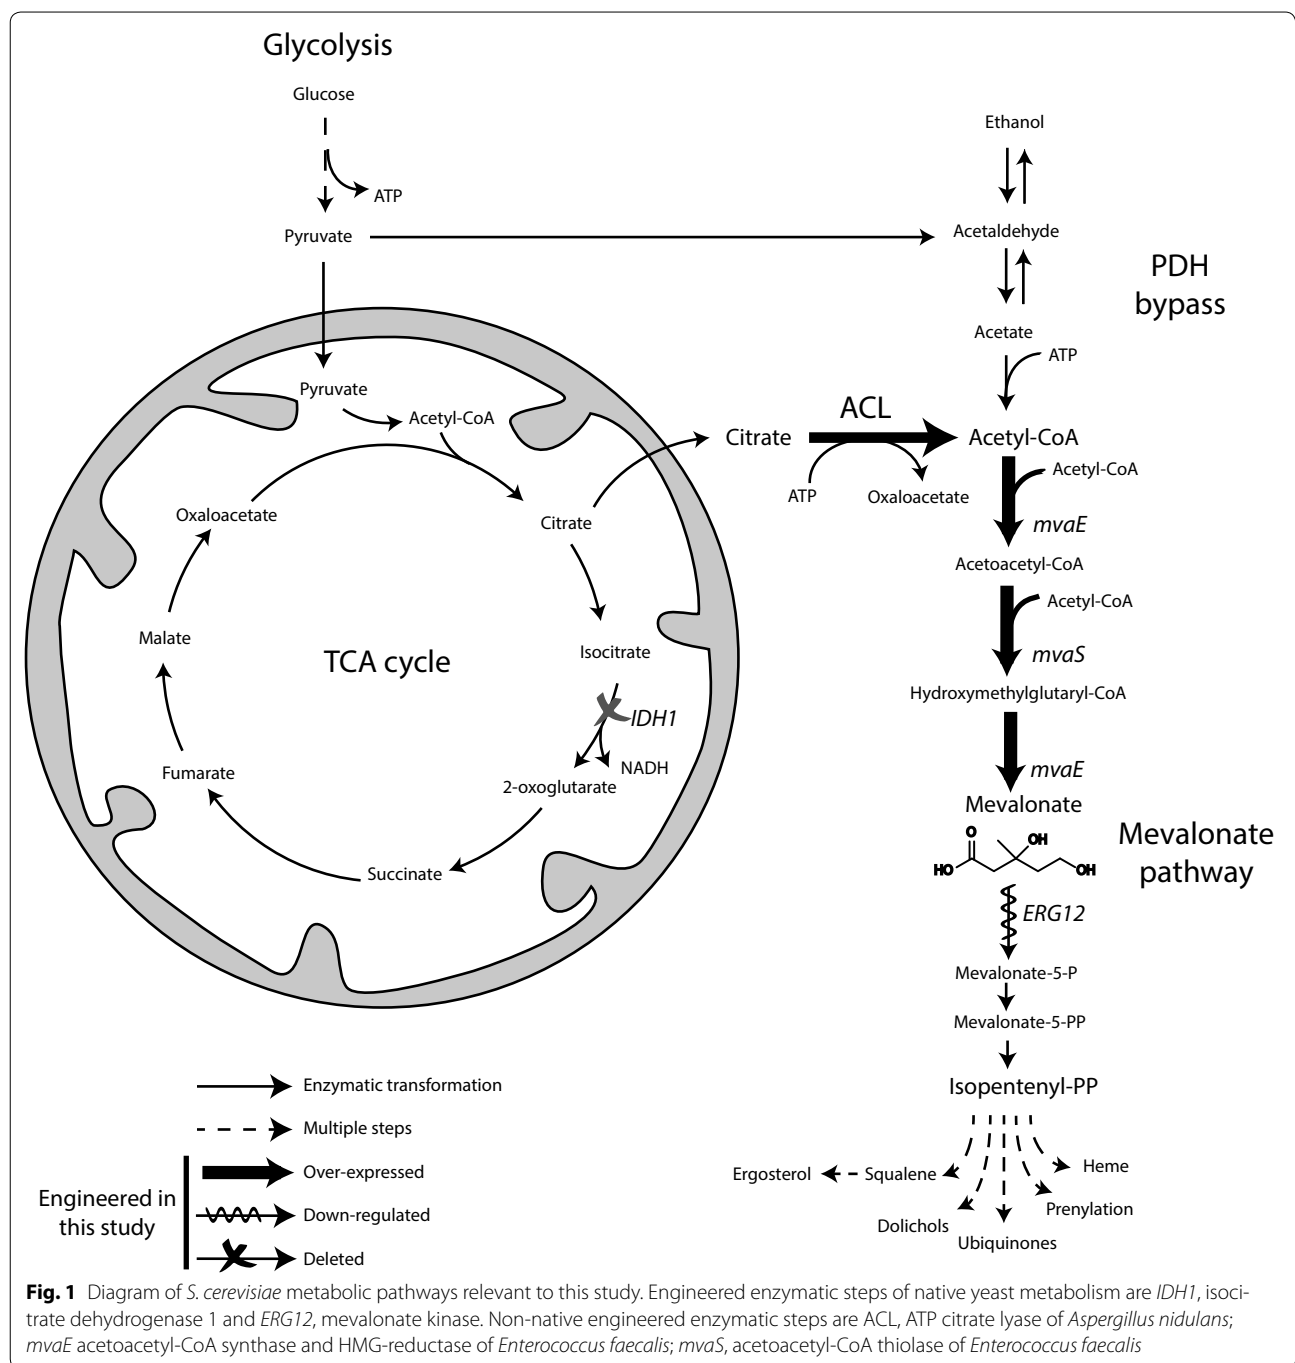 Glycolysis
Glucose
ATP
Pyruvate
Ethanol
Acetaldehyde
PDH
bypass
Acetate
ATP
Pyruvate
Acetyl-CoA
ACL
Citrate
Acetyl-CoA
ATP
Oxaloacetate
Acetyl-CoA
mvaE
Oxaloacetate
Citrate
Acetoacetyl-CoA
Acetyl-CoA
mvaS
Malate
TCA cycle
Isocitrate
Hydroxymethylglutaryl-CoA
IDH1
NADH
2-oxoglutarate
Fumarate
Succinate
mvaE
Mevalonate
O
OH
HO
OH
Mevalonate
pathway
ERG12
Mevalonate-5-P
Mevalonate-5-PP
Isopentenyl-PP
Ergosterol
Squalene
Heme
Prenylation
Dolichols
Ubiquinones
Enzymatic transformation
Multiple steps
Engineered in
this study
Over-expressed
Down-regulated
Deleted
Fig. 1 Diagram of S. cerevisiae metabolic pathways relevant to this study. Engineered enzymatic steps of native yeast metabolism are IDH1, isoci-
trate dehydrogenase 1 and ERG12, mevalonate kinase. Non-native engineered enzymatic steps are ACL, ATP citrate lyase of Aspergillus nidulans;
mvaE acetoacetyl-CoA synthase and HMG-reductase of Enterococcus faecalis; mvaS, acetoacetyl-CoA thiolase of Enterococcus faecalis